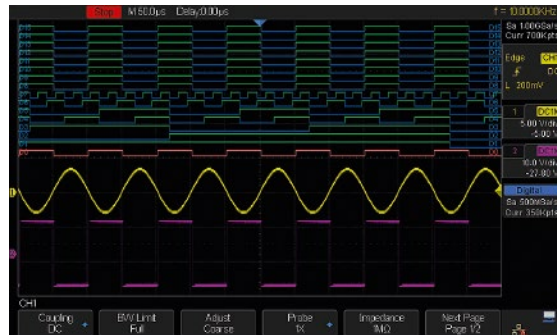 Stop M 50.0μs Delay:0.00μs f = 10.0000KHz
Sa 1.00GSa/s
Curr 700Kpts
Edge CH1
DC
L 300mV
1 DC1M
5.00 V/div
-5.00 V
2 DC1M
10.0 V/div
-27.80 V
Digital
Sa 500MSa/s
Curr 350Kpts
D0
CH1
Coupling
DC
BW Limit
Full
Adjust
Coarse
Probe
1X
Impedance
1MΩ
Next Page
Page 1/2